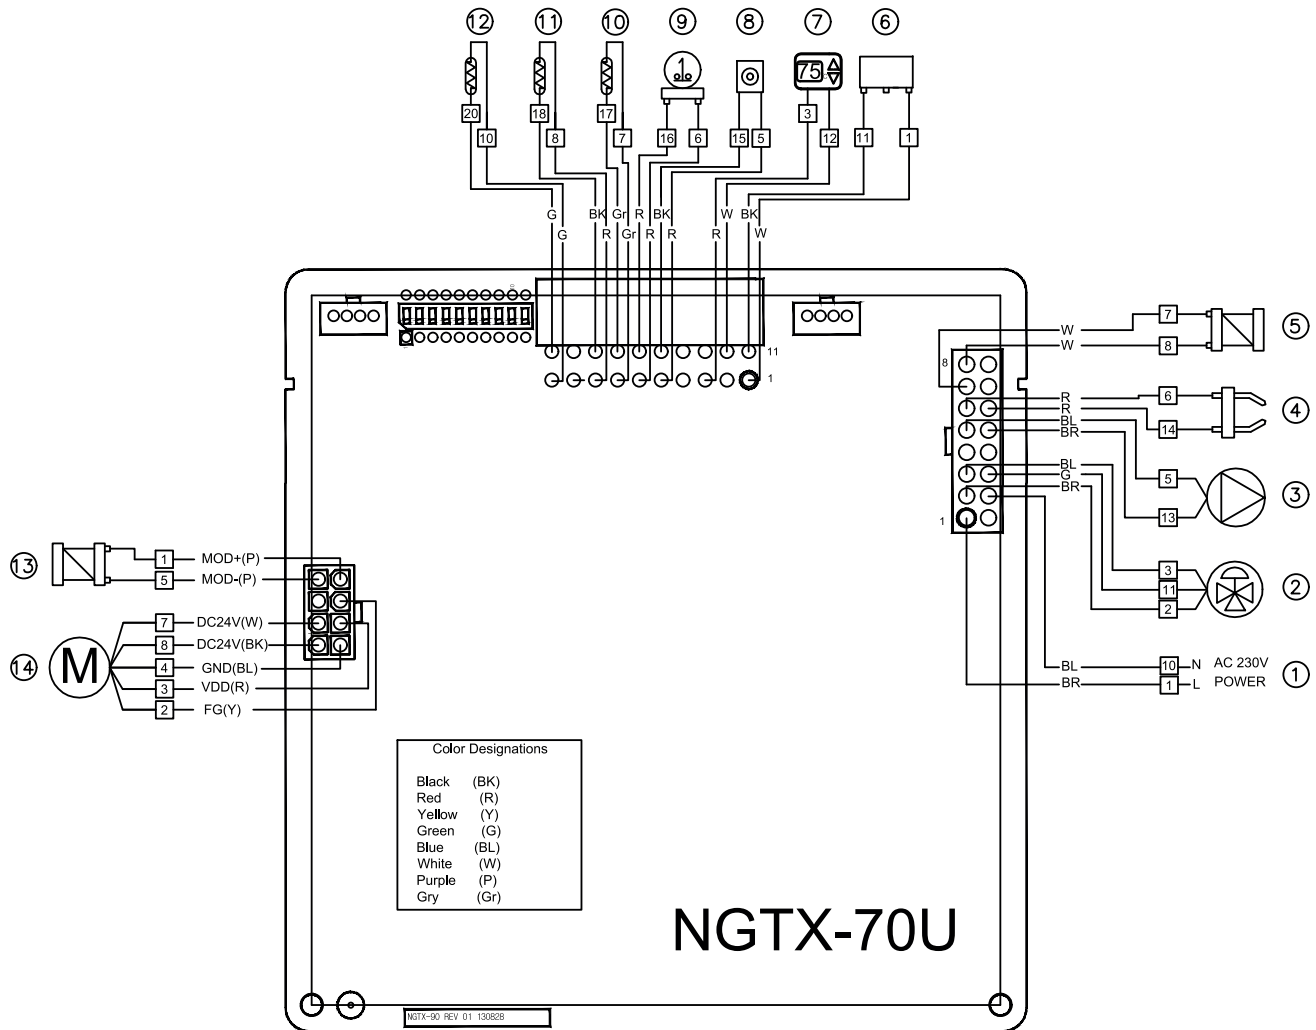 12 11 10 9 8 7 6
75
1
20 18 17 3
10 8 7 16 6 15 5 12 11 1
G BK Gr R BK W BK
G R Gr R R R W
11
1
W 7 5
8 W 8
R 6
R 14 4
BL
BR
BL 5 3
G
BR 13
1
3
11 2
2
BL 10 N AC 230V
BR 1 L POWER 1
13 1 MOD+(P)
5 MOD-(P)
7 DC24V(W)
8 DC24V(BK)
14 M 4 GND(BL)
3 VDD(R)
2 FG(Y)
Color Designations
Black (BK)
Red (R)
Yellow (Y)
Green (G)
Blue (BL)
White (W)
Purple (P)
Gry (Gr)
NGTX-70U
NGTX-90 REV 01 130828